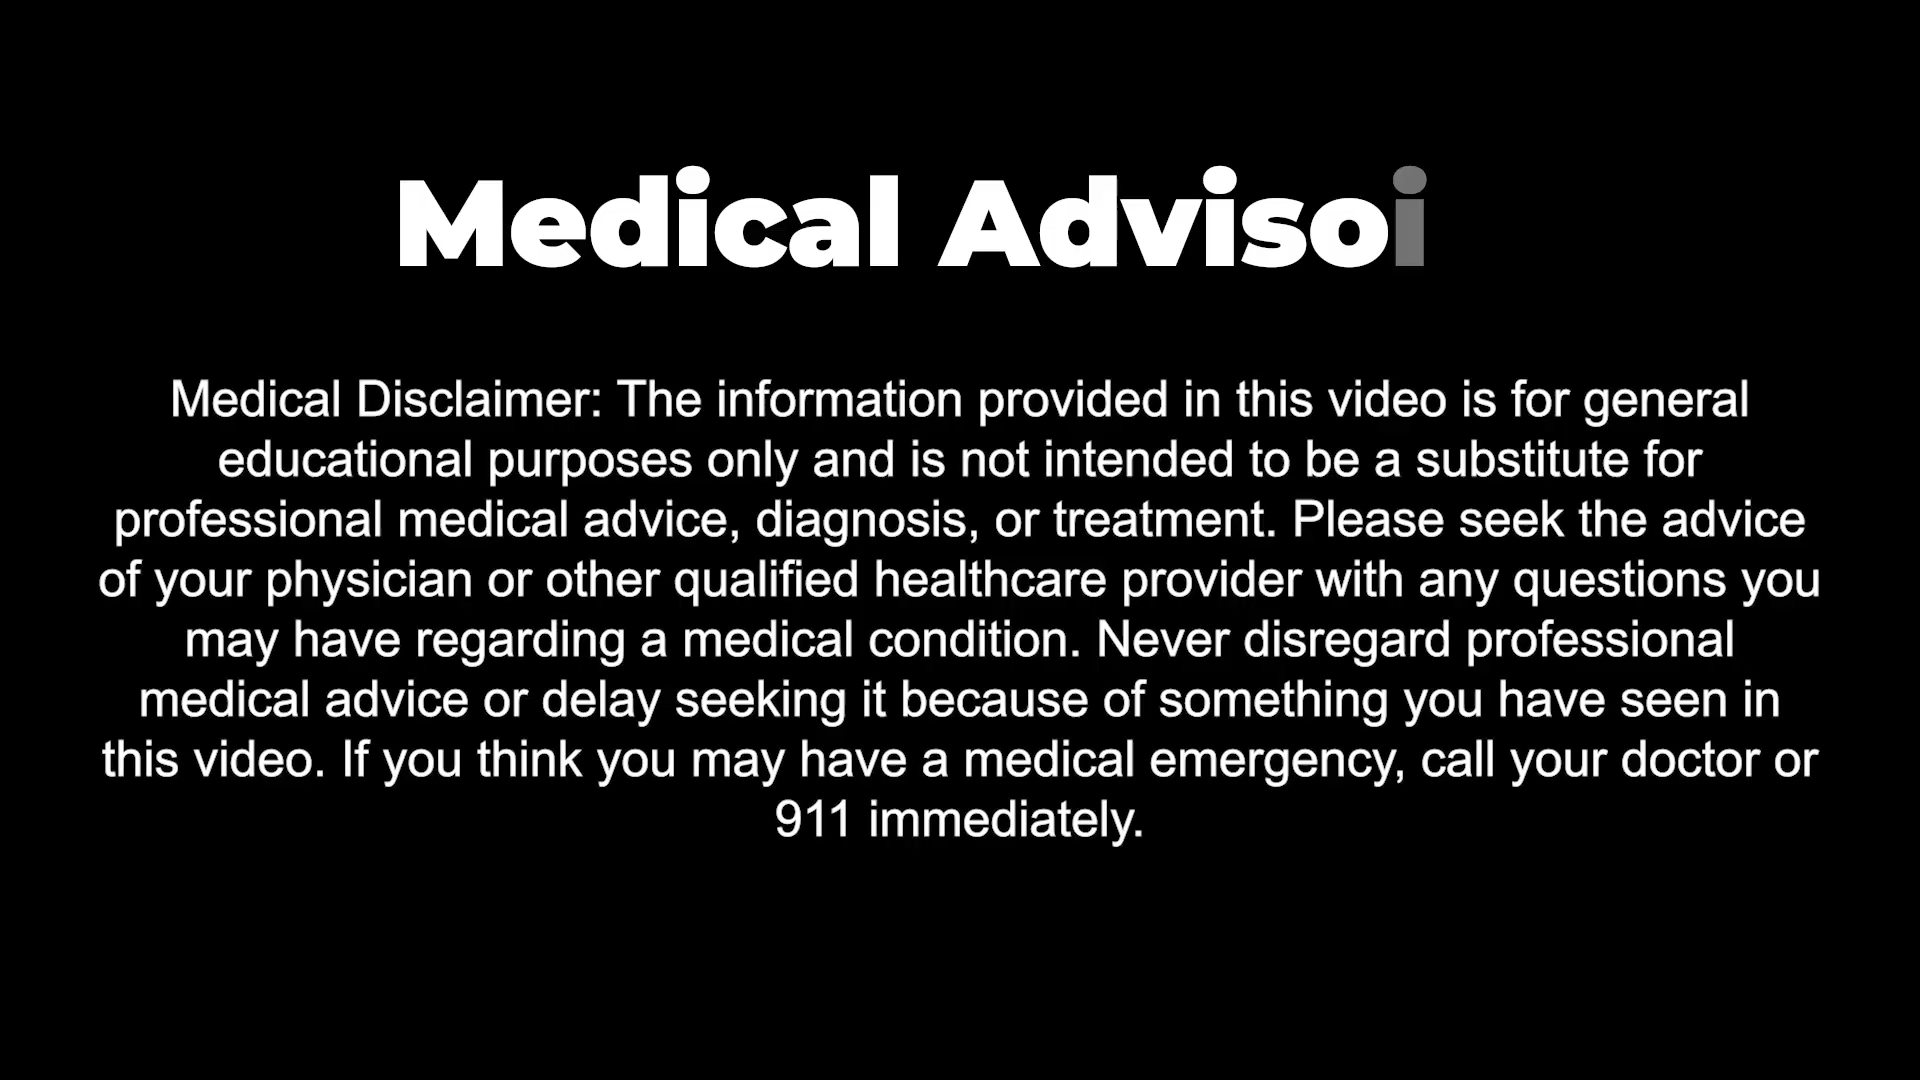 Medical Advisoi
Medical Disclaimer: The information provided in this video is for general
educational purposes only and is not intended to be a substitute for
professional medical advice, diagnosis, or treatment. Please seek the advice
of your physician or other qualified healthcare provider with any questions you
may have regarding a medical condition. Never disregard professional
medical advice or delay seeking it because of something you have seen in
this video. If you think you may have a medical emergency, call your doctor or
911 immediately.